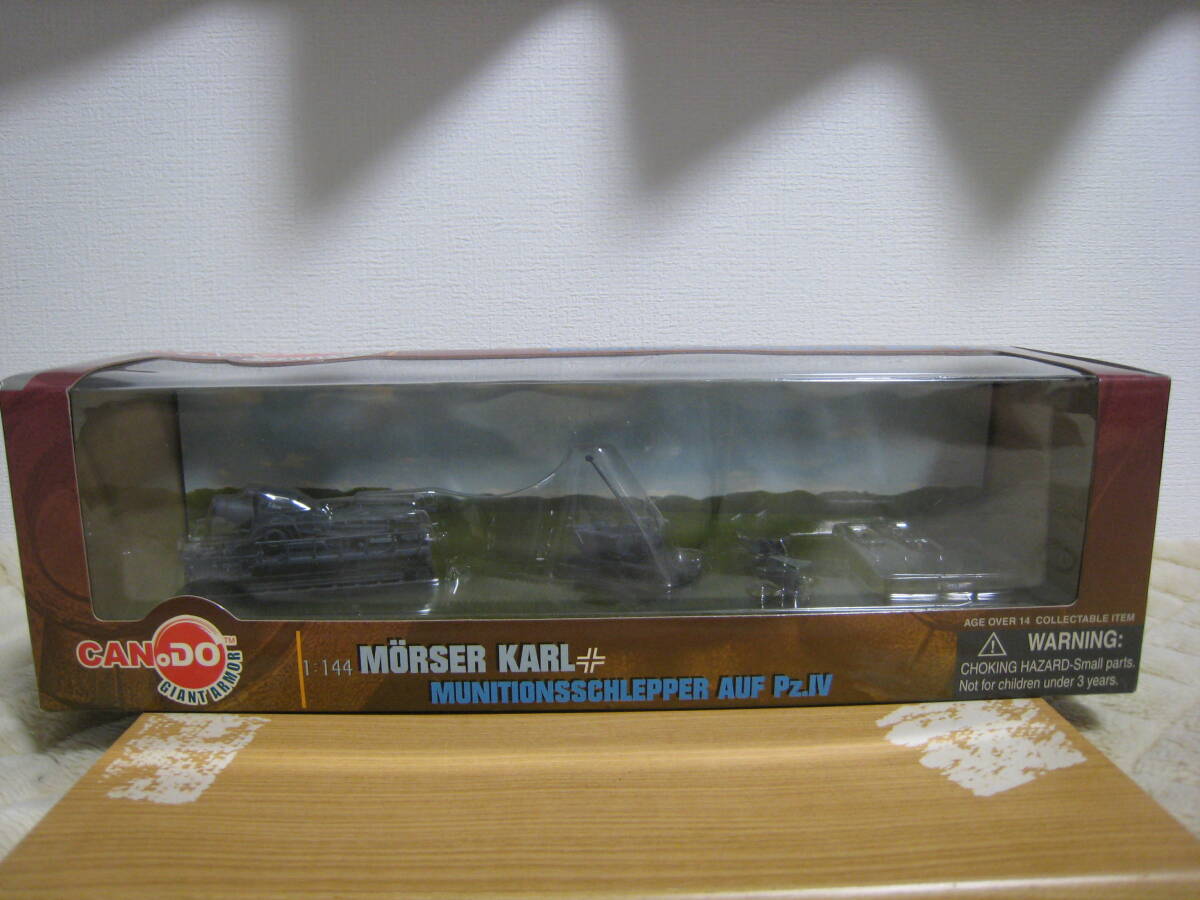 CAN.DO™
GIANT ARMOR
1:144 MÖRSER KARL
MUNITIONSSCHLEPPER AUF Pz.IV
AGE OVER 14 COLLECTABLE ITEM
WARNING:
CHOKING HAZARD-Small parts.
Not for children under 3 years.